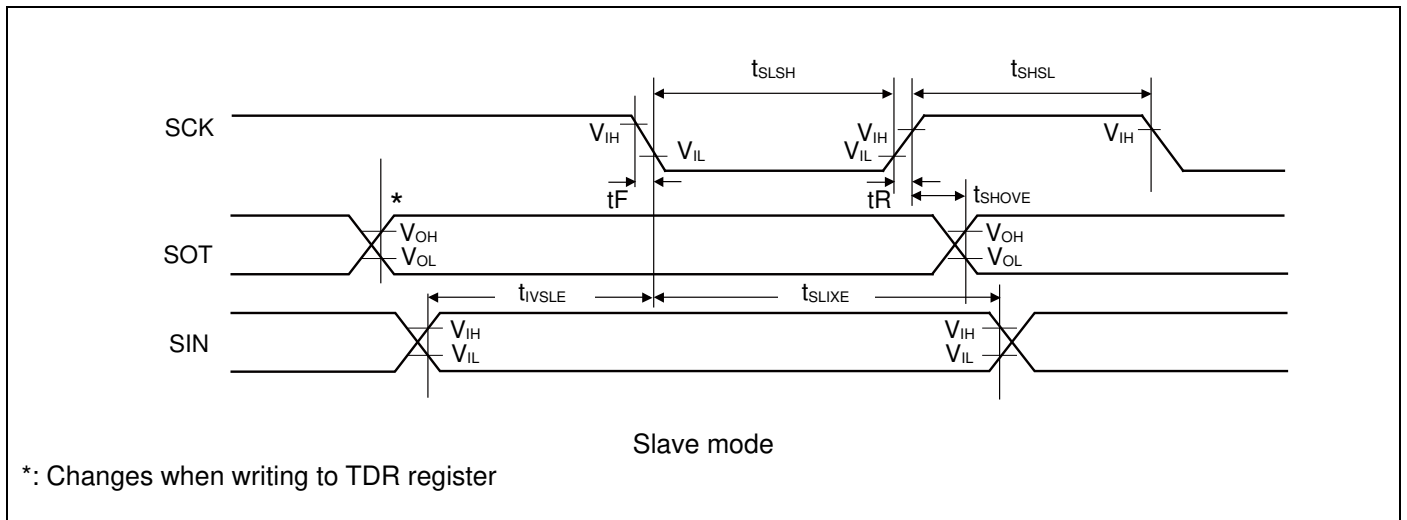 tSLSH tSHSL
SCK VIH VIL VIH VIL VIH
tF tR tSHOVE
*
SOT VOH VOL VOH VOL
tIVSLE tSLIXE
SIN VIH VIL VIH VIL
Slave mode
*: Changes when writing to TDR register